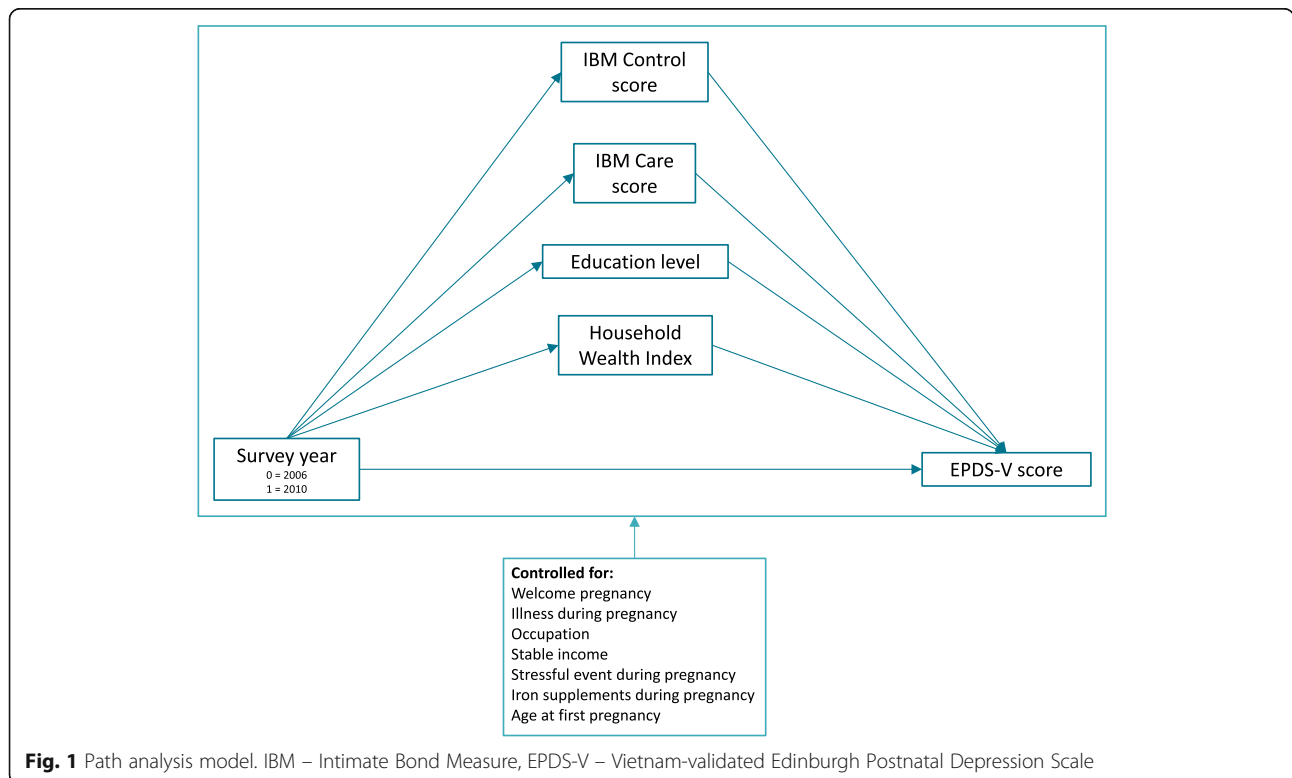 IBM Control
score
IBM Care
score
Education level
Household
Wealth Index
Survey year
0 = 2006
1 = 2010
EPDS-V score
Controlled for:
Welcome pregnancy
Illness during pregnancy
Occupation
Stable income
Stressful event during pregnancy
Iron supplements during pregnancy
Age at first pregnancy
Fig. 1 Path analysis model. IBM – Intimate Bond Measure, EPDS-V – Vietnam-validated Edinburgh Postnatal Depression Scale